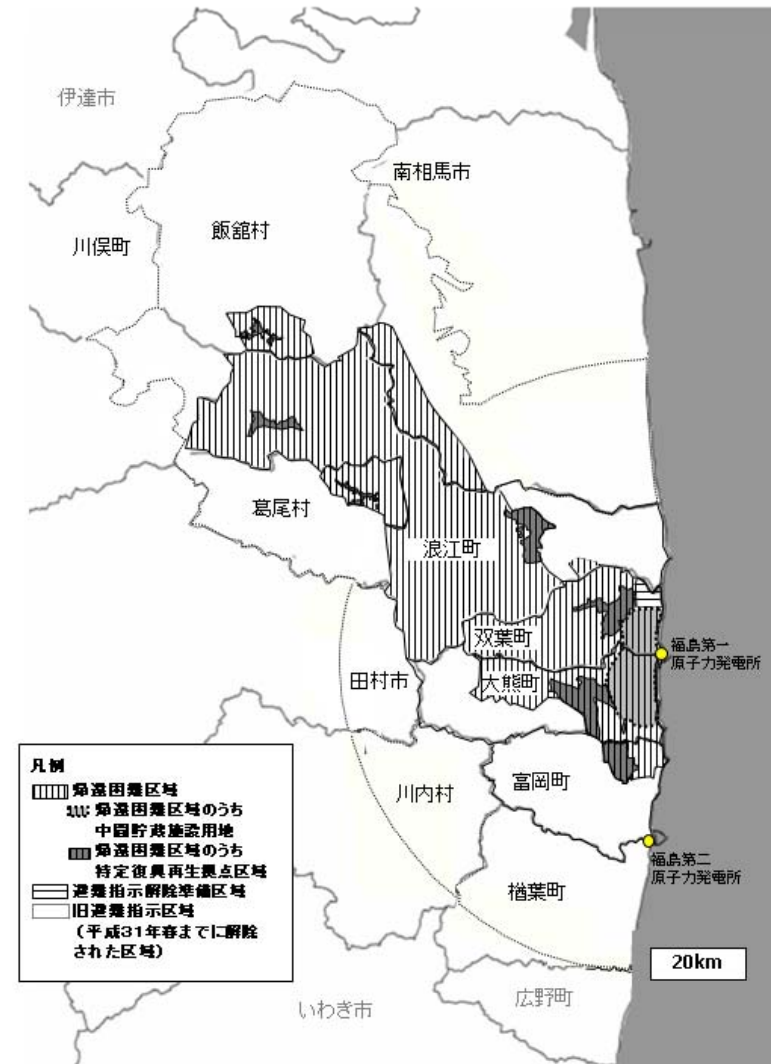 伊達市
南相馬市
飯舘村
川俣町
葛尾村
浪江町
双葉町
福島第一
原子力発電所
大熊町
田村市
川内村
富岡町
福島第二
原子力発電所
楢葉町
20km
広野町
いわき市
凡例
帰還困難区域
帰還困難区域のうち
中間貯蔵施設用地
帰還困難区域のうち
特定復興再生拠点区域
避難指示解除準備区域
旧避難指示区域
（平成31年春までに解除
された区域）